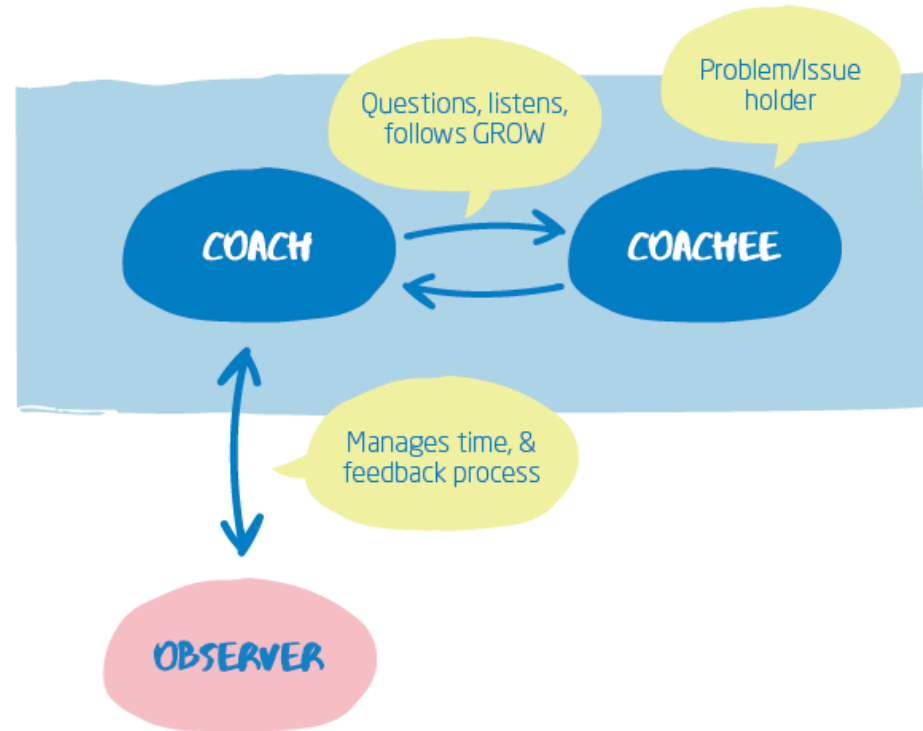 Problem/Issue
holder
Questions, listens,
follows GROW
COACH
COACHEE
Manages time, &
feedback process
OBSERVER